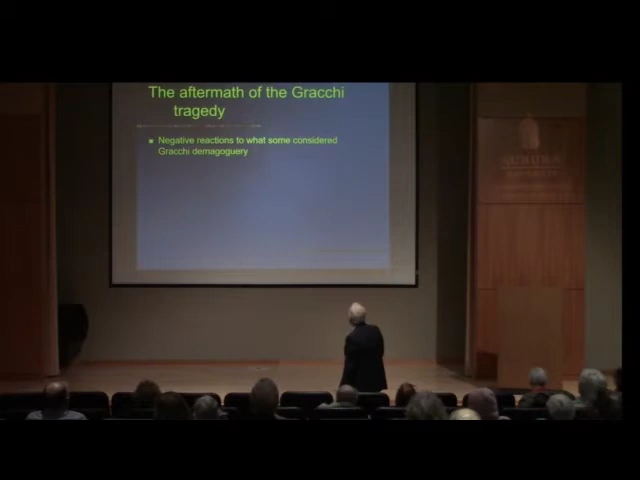 The aftermath of the Gracchi
tragedy
Negative reactions to what some considered
Gracchi demagoguery